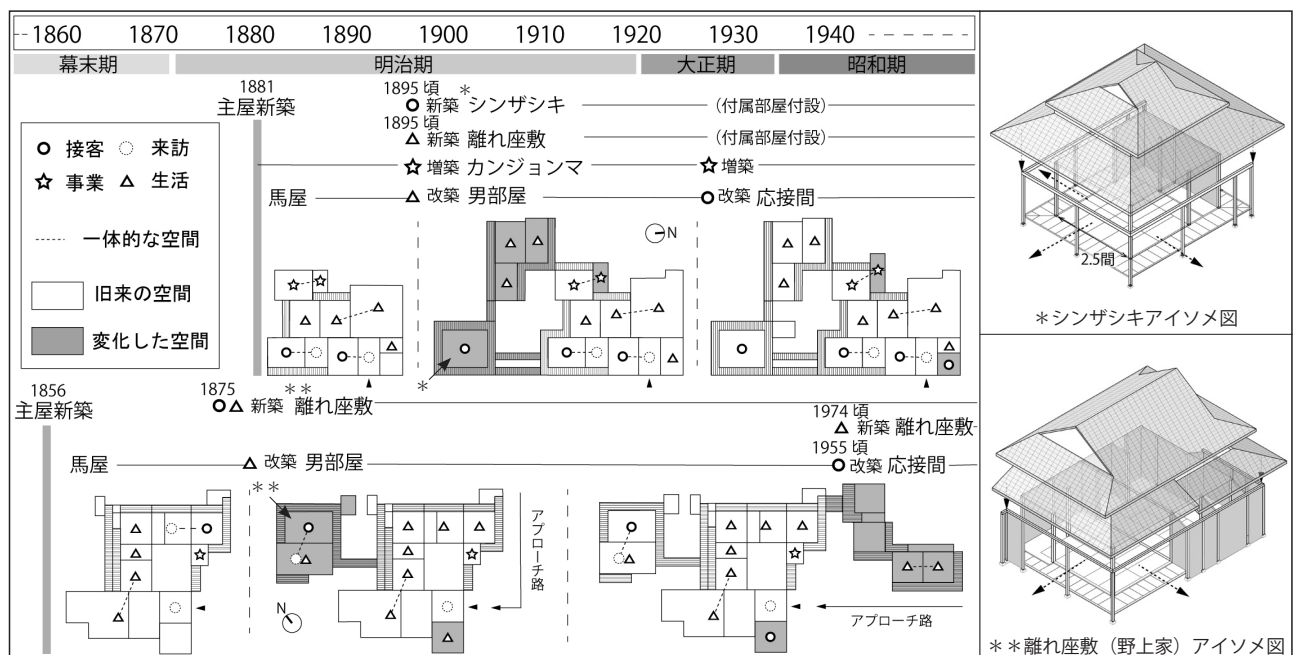 1860 1870 1880 1890 1900 1910 1920 1930 1940
幕末期 明治期 大正期 昭和期
1881
主屋新築
1895 頃 *
新築 シンザシキ (付属部屋付設)
1895 頃
新築 離れ座敷 (付属部屋付設)
増築 カンジョンマ 増築
馬屋 改築 男部屋 改築 応接間
接客 来訪
事業 生活
一体的な空間
旧来の空間
変化した空間
N
*
1856
主屋新築
1875 **
新築 離れ座敷
1974 頃
新築 離れ座敷
1955 頃
馬屋 改築 男部屋 改築 応接間
**
アプローチ路
N
アプローチ路
2.5間
*シンザシキアイソメ図
**離れ座敷（野上家）アイソメ図